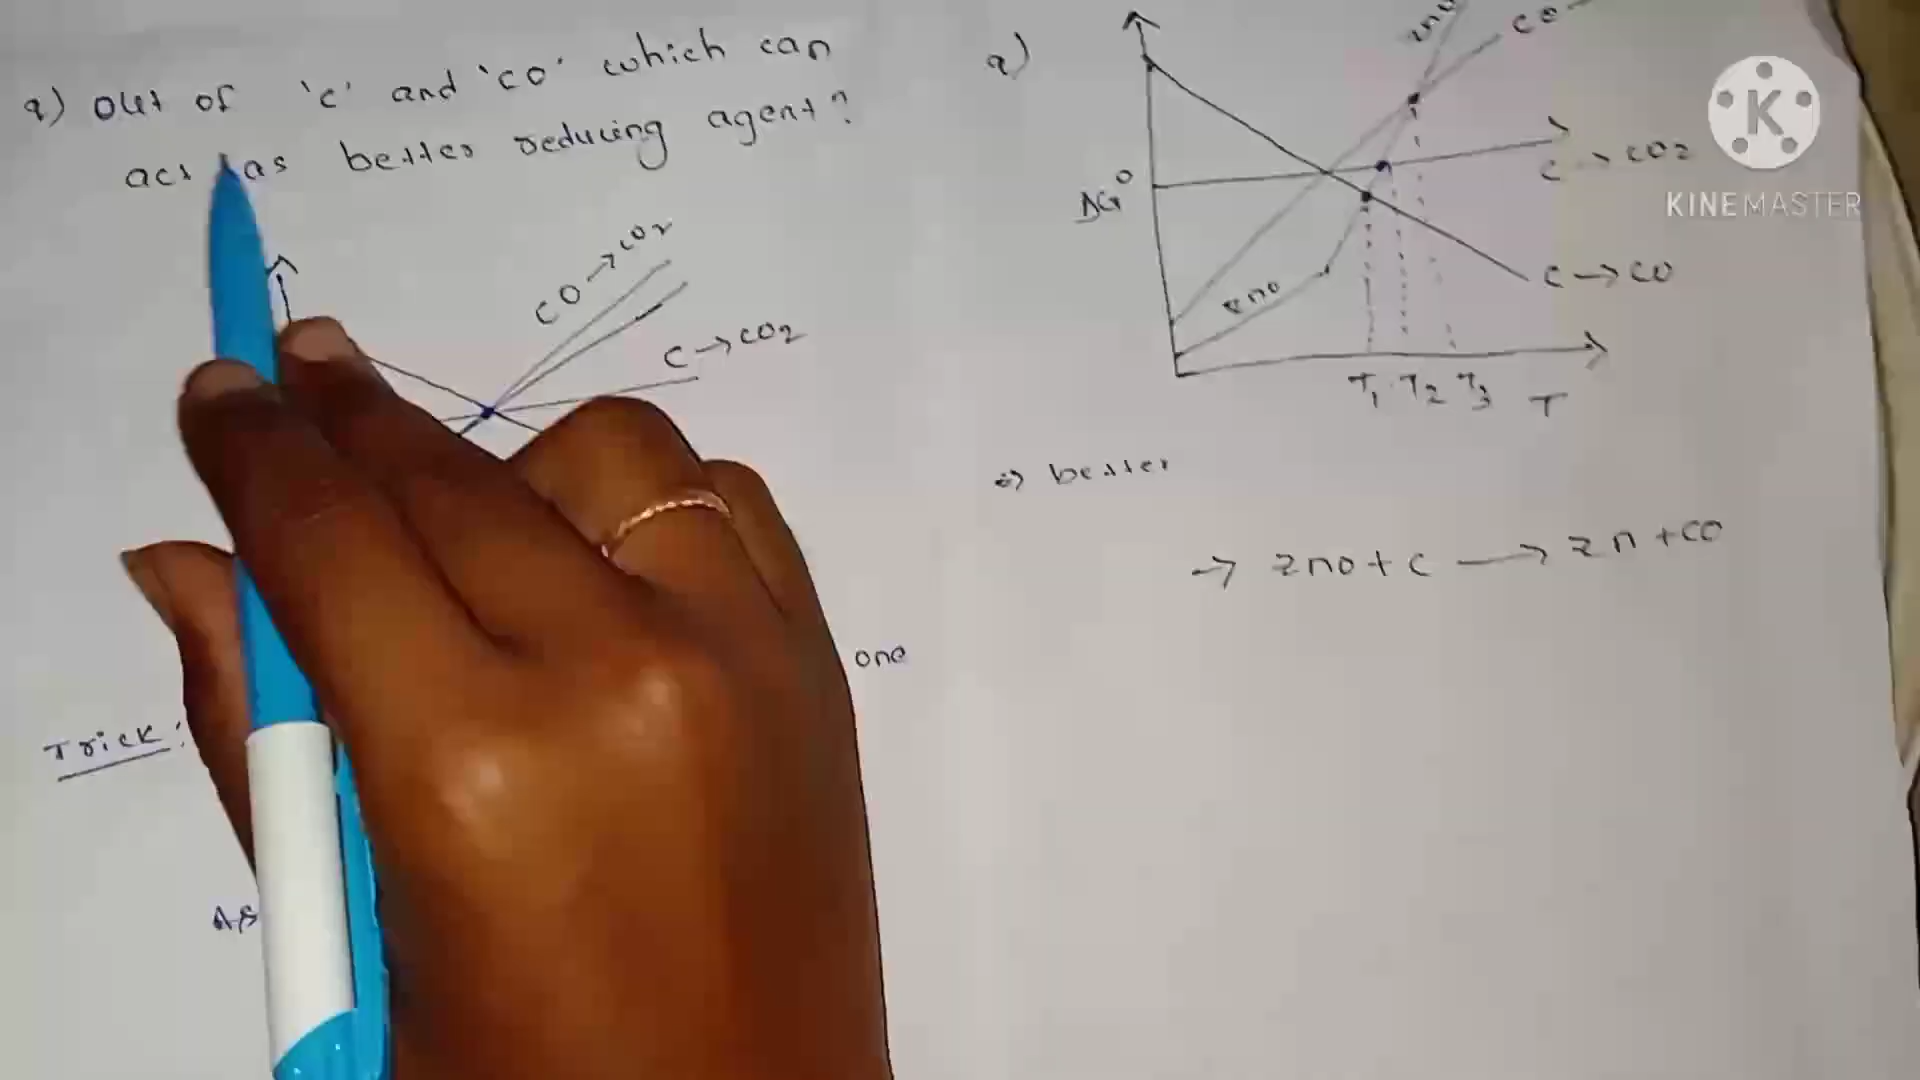 q) out of 'c' and 'co' which can
act as better reducing agent?
CO → CO2
C → CO2
one
Trick:
As
q)
ZnO
CO
C → CO2
ΔG°
C → CO
ZnO
T1 T2 T3 T
=> better
→ ZnO + C → Zn + CO
K
KINEMASTER